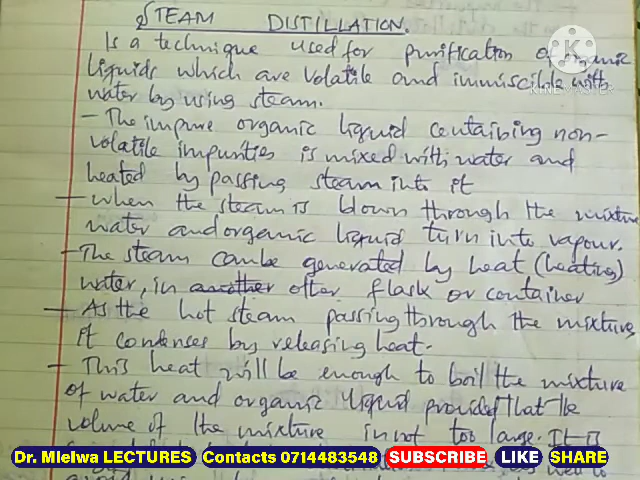 STEAM DISTILLATION.
Is a technique used for purification of organic
liquids which are volatile and immiscible with
water by using steam.
- The impure organic liquid containing non-
volatile impurities is mixed with water and
heated by passing steam into it
- when the steam is blown through the mixture
water and organic liquid turn into vapour.
- The steam can be generated by heat (heating)
water, in another other flask or container
- As the hot steam passing through the mixture,
it condenses by releasing heat.
- This heat will be enough to boil the mixture
of water and organic liquid provided that the
volume of the mixture is not too large. It is
Dr. Mlelwa LECTURES Contacts 0714483548 SUBSCRIBE LIKE SHARE